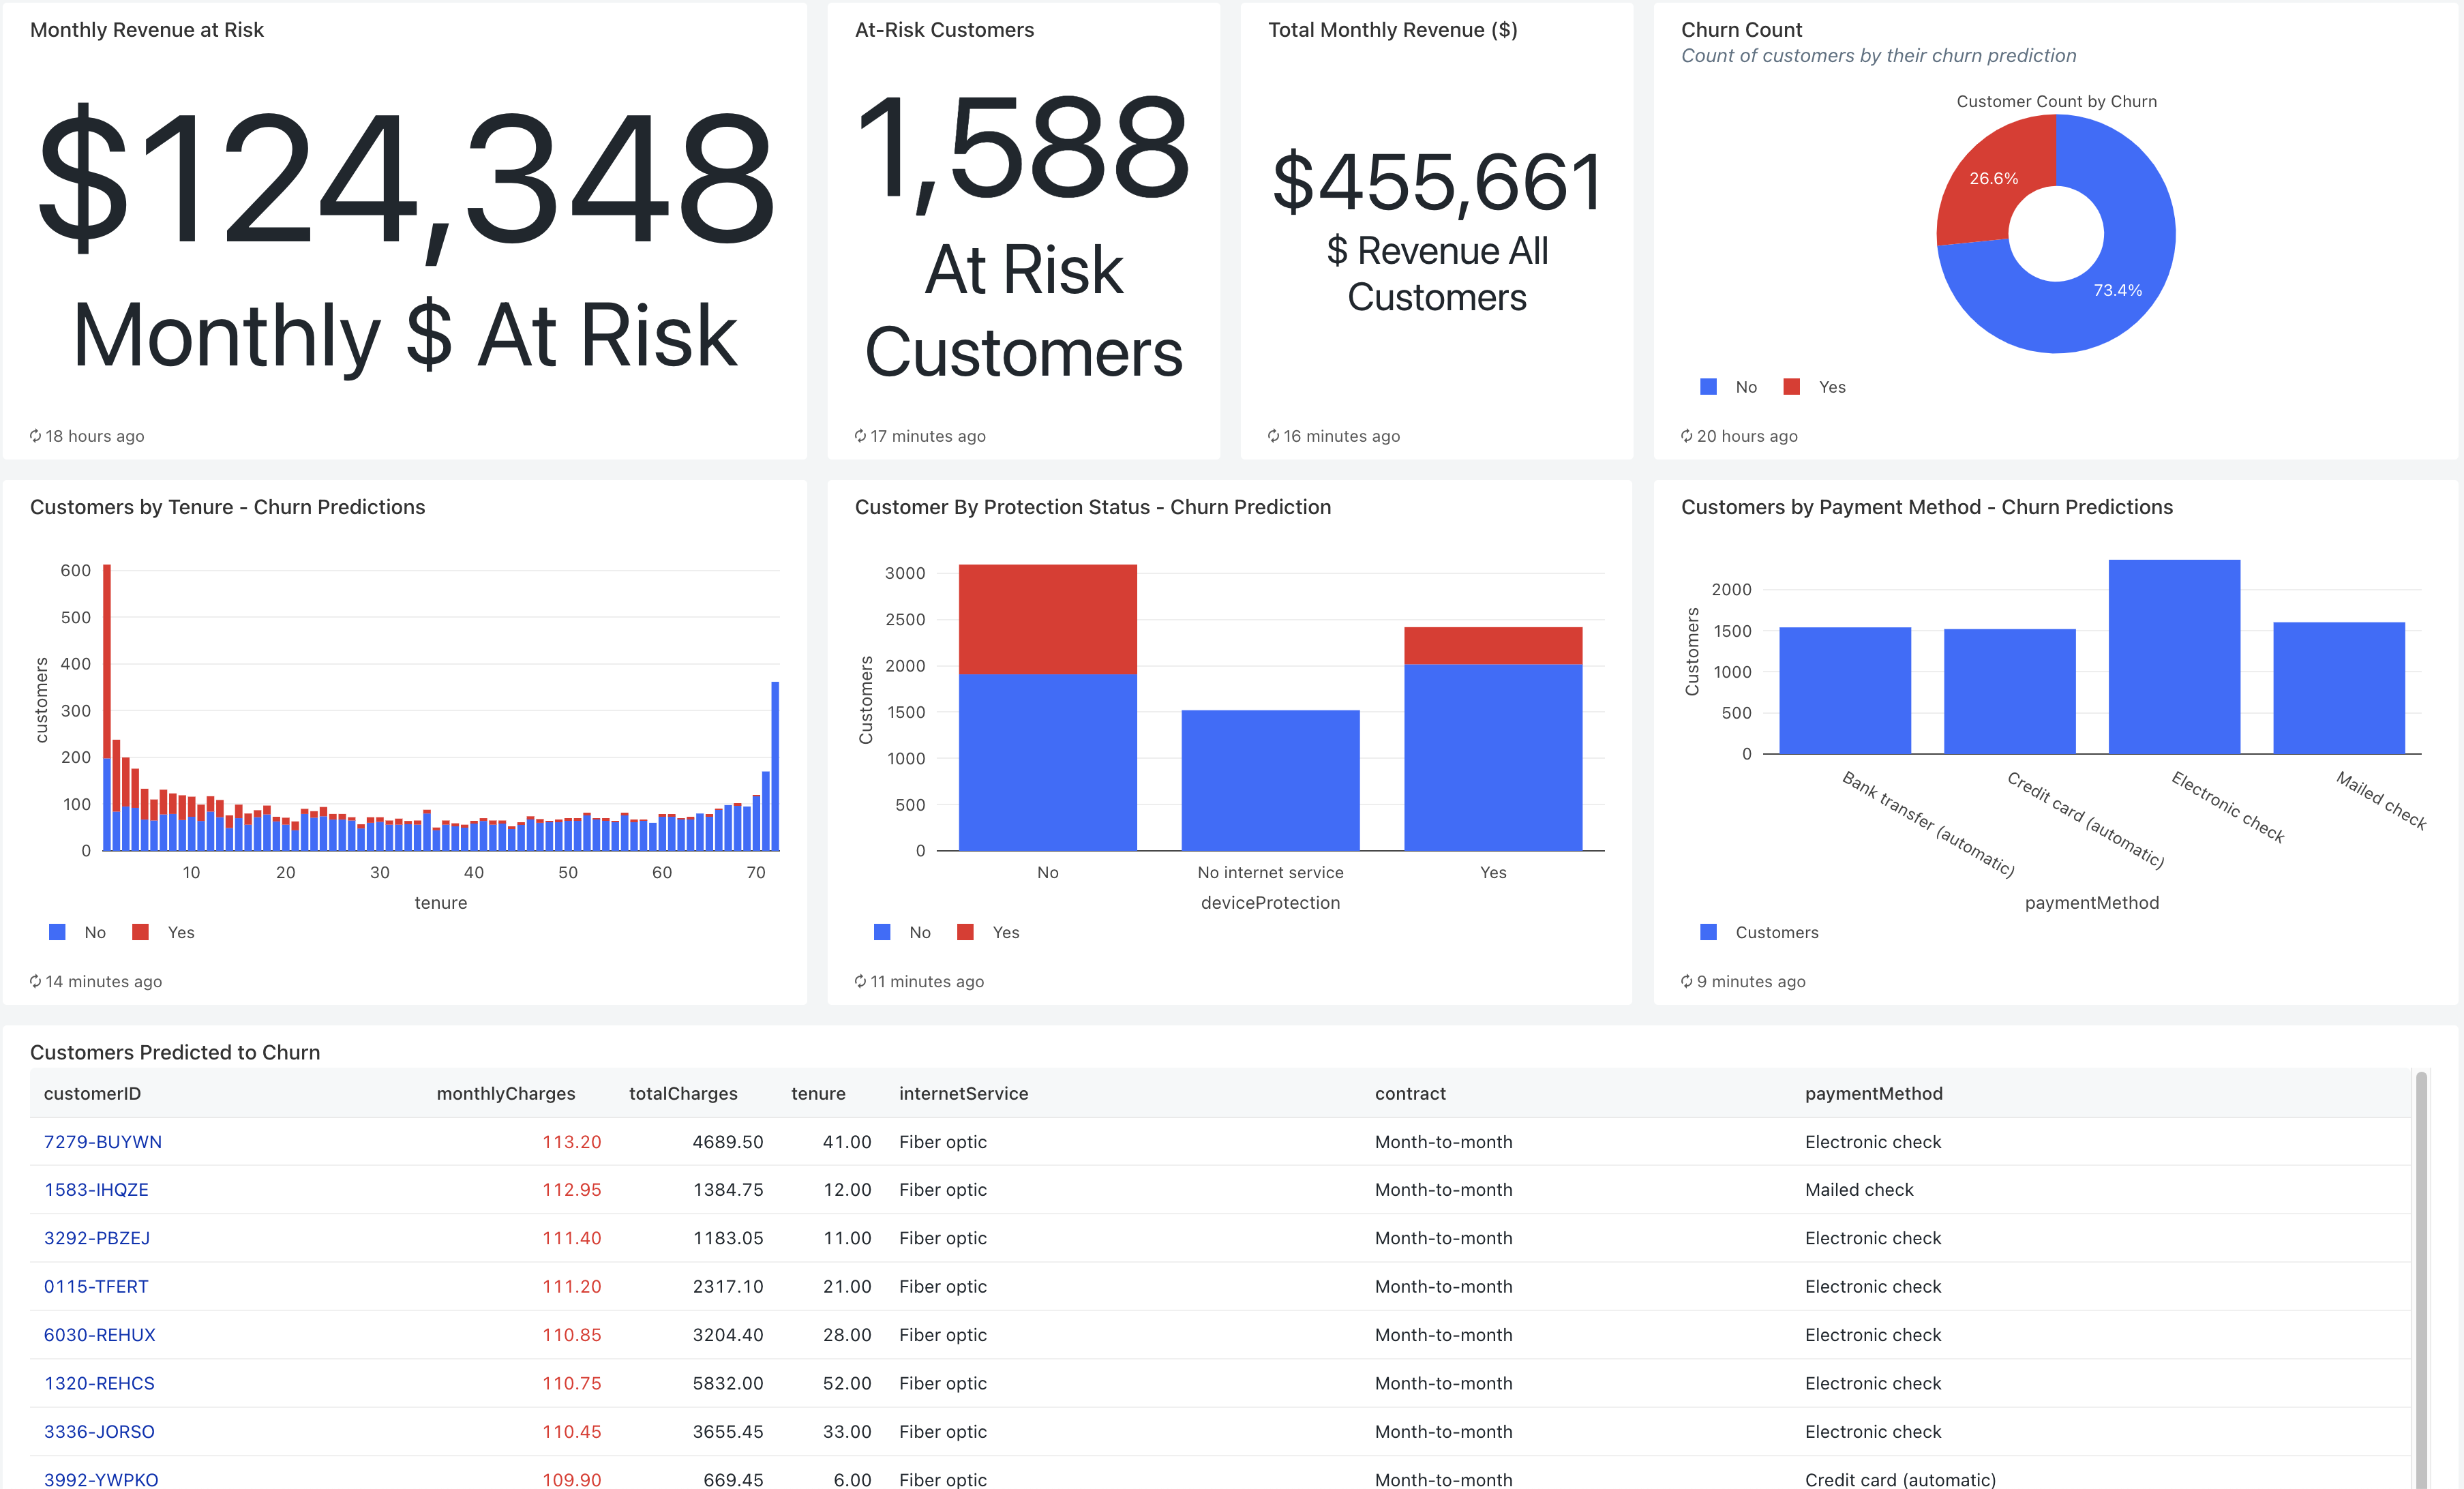 Monthly Revenue at Risk
$124,348
Monthly $ At Risk
18 hours ago
At-Risk Customers
1,588
At Risk
Customers
17 minutes ago
Total Monthly Revenue ($)
$455,661
$ Revenue All
Customers
16 minutes ago
Churn Count
Count of customers by their churn prediction
Customer Count by Churn
26.6%
73.4%
No Yes
20 hours ago
Customers by Tenure - Churn Predictions
customers
600
500
400
300
200
100
0
10 20 30 40 50 60 70
tenure
No Yes
14 minutes ago
Customer By Protection Status - Churn Prediction
Customers
3000
2500
2000
1500
1000
500
0
No No internet service Yes
deviceProtection
No Yes
11 minutes ago
Customers by Payment Method - Churn Predictions
Customers
2000
1500
1000
500
0
Bank transfer (automatic)
Credit card (automatic)
Electronic check
Mailed check
paymentMethod
Customers
9 minutes ago
Customers Predicted to Churn
customerID monthlyCharges totalCharges tenure internetService contract paymentMethod
7279-BUYWN 113.20 4689.50 41.00 Fiber optic Month-to-month Electronic check
1583-IHQZE 112.95 1384.75 12.00 Fiber optic Month-to-month Mailed check
3292-PBZEJ 111.40 1183.05 11.00 Fiber optic Month-to-month Electronic check
0115-TFERT 111.20 2317.10 21.00 Fiber optic Month-to-month Electronic check
6030-REHUX 110.85 3204.40 28.00 Fiber optic Month-to-month Electronic check
1320-REHCS 110.75 5832.00 52.00 Fiber optic Month-to-month Electronic check
3336-JORSO 110.45 3655.45 33.00 Fiber optic Month-to-month Electronic check
3992-YWPKO 109.90 669.45 6.00 Fiber optic Month-to-month Credit card (automatic)